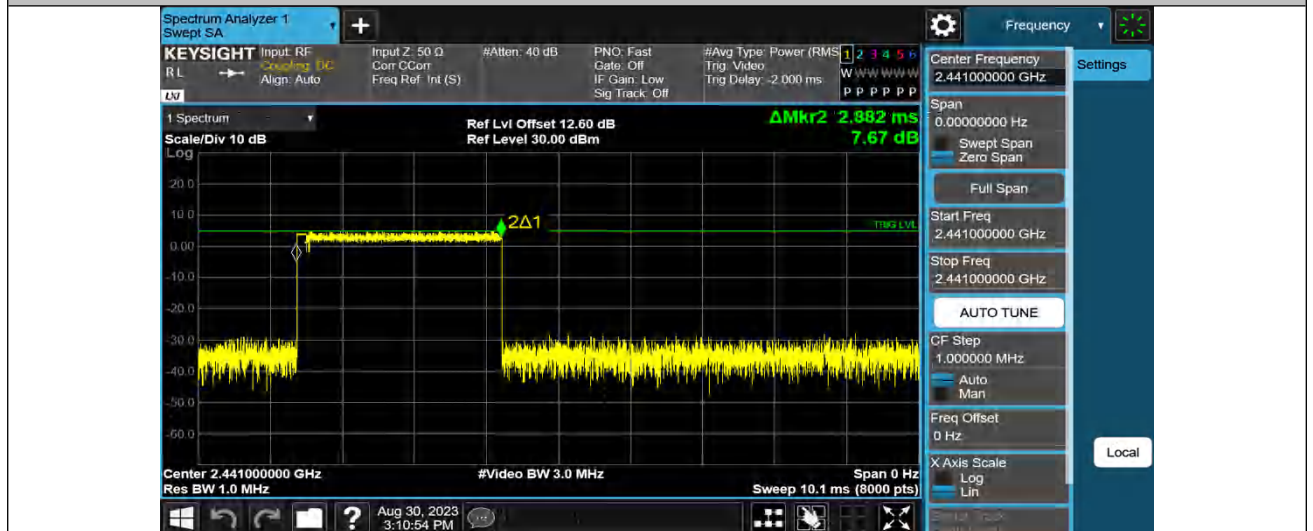 Spectrum Analyzer 1
Swept SA
+
Frequency
KEYSIGHT
RL
LXI
Input: RF
Coupling: DC
Align: Auto
Input Z: 50 Ω
Corr CCorr
Freq Ref: Int (S)
#Atten: 40 dB
PNO: Fast
Gate: Off
IF Gain: Low
Sig Track: Off
#Avg Type: Power (RMS
Trig: Video
Trig Delay: -2.000 ms
1 2 3 4 5 6
W W W W W W
P P P P P P
1 Spectrum
Scale/Div 10 dB
Log
Ref Lvl Offset 12.60 dB
Ref Level 30.00 dBm
ΔMkr2 2.882 ms
7.67 dB
20.0
10.0
0.00
-10.0
-20.0
-30.0
-40.0
-50.0
-60.0
2Δ1
TRIG LVL
Center 2.441000000 GHz
Res BW 1.0 MHz
#Video BW 3.0 MHz
Span 0 Hz
Sweep 10.1 ms (8000 pts)
Center Frequency
2.441000000 GHz
Settings
Span
0.00000000 Hz
Swept Span
Zero Span
Full Span
Start Freq
2.441000000 GHz
Stop Freq
2.441000000 GHz
AUTO TUNE
CF Step
1.000000 MHz
Auto
Man
Freq Offset
0 Hz
X Axis Scale
Log
Lin
Local
?
Aug 30, 2023
3:10:54 PM